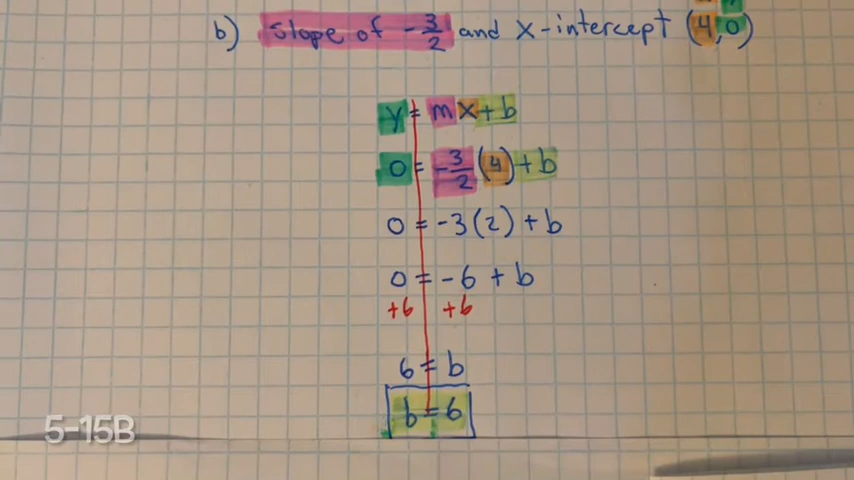 b) slope of -3/2 and x-intercept (4,0)
y = mx+b
0 = -3/2 (4) +b
0 = -3(2) + b
0 = -6 + b
+6 +6
6 = b
b = 6
5-15B